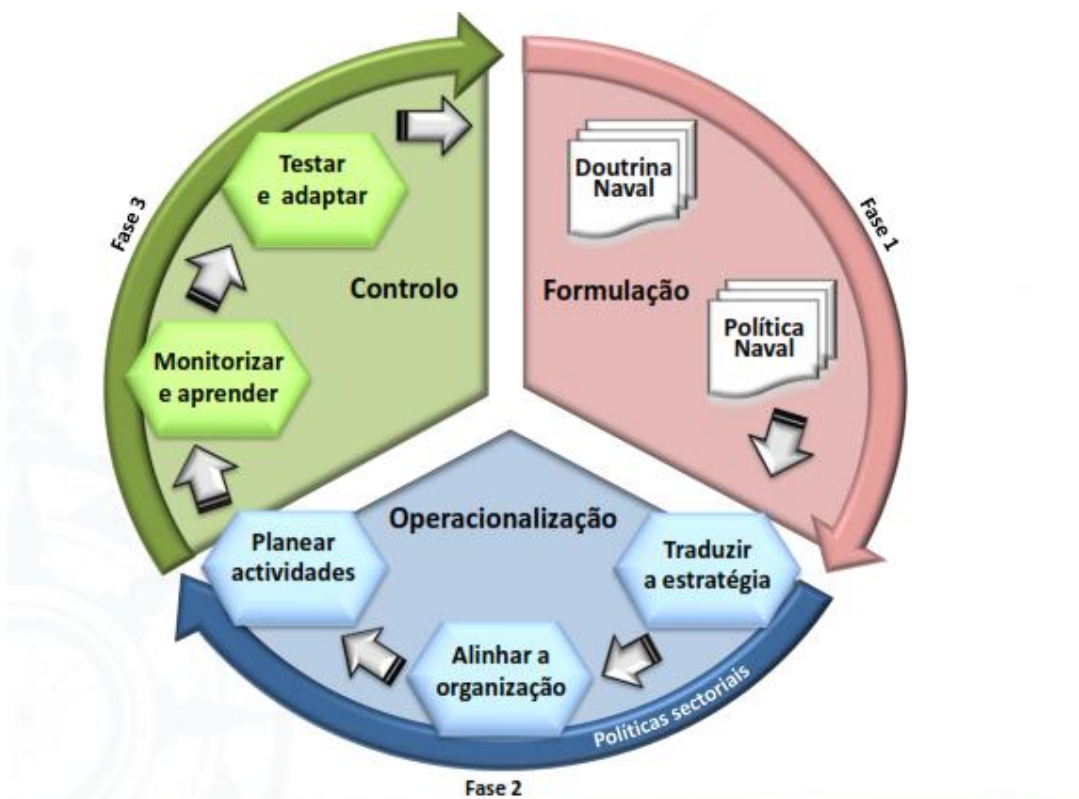 Fase 1
Formulação
Doutrina
Naval
Política
Naval
Fase 2
Operacionalização
Traduzir
a estratégia
Alinhar a
organização
Planear
actividades
Políticas sectoriais
Fase 3
Controlo
Monitorizar
e aprender
Testar
e adaptar